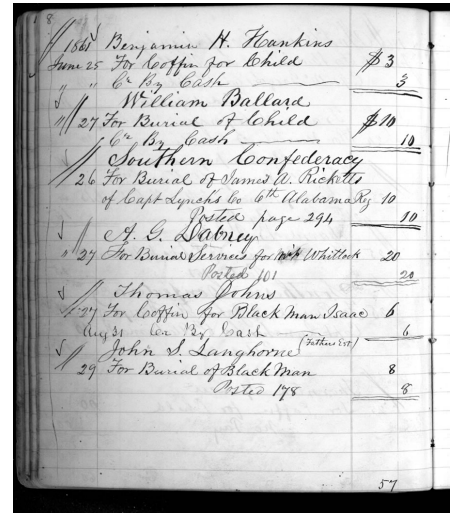 8
1861 Benjamin H. Hankins
June 25 For Coffin for Child $3
" " Cr By Cash 3
William Ballard
" 27 For Burial of Child $10
Cr By Cash 10
Southern Confederacy
26 For Burial of James A. Ricketts
of Capt Lynch's Co 6th Alabama Reg 10
Posted page 294 10
A. G. Dabney
" 27 For Burial Services for Whitlock 20
Posted 101 20
Thomas Johns
" 27 For Coffin for Black Man Isaac 6
Aug 31 Cr By Cash 6
John S. Langhorne (Fathers Est.)
" 29 For Burial of Black Man 8
Posted 178 8
57